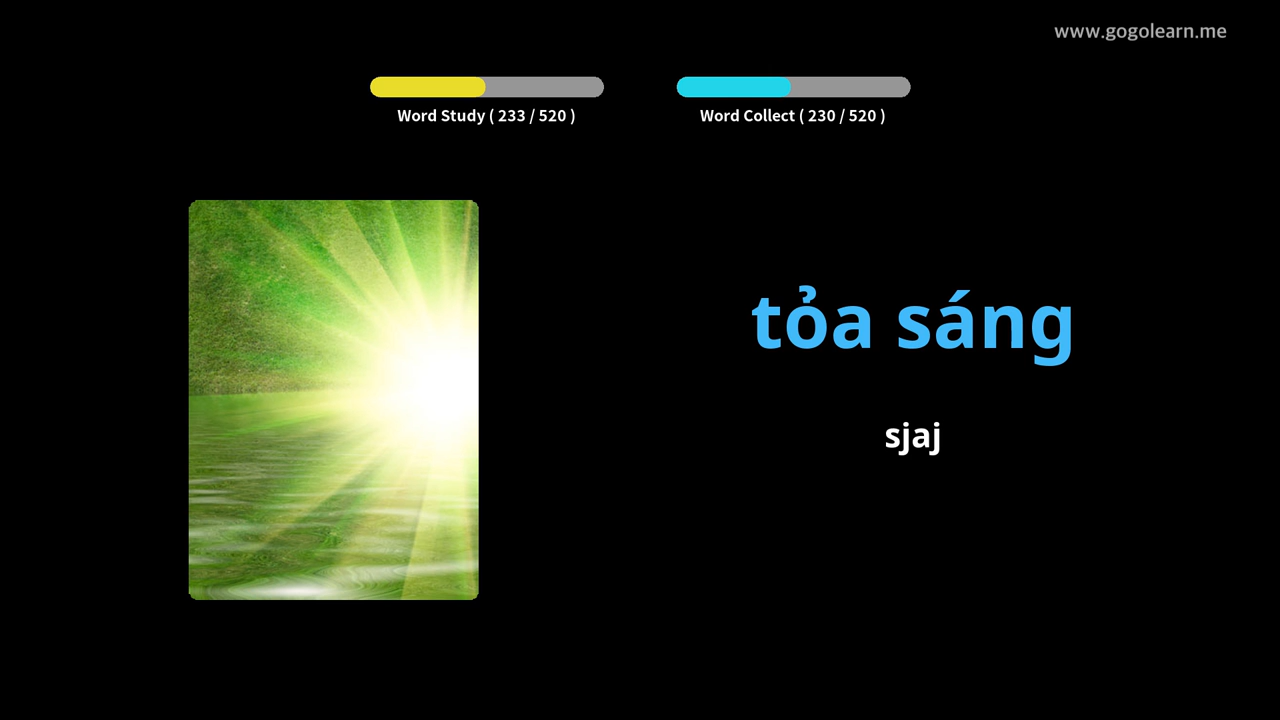 www.gogolearn.me
Word Study ( 233 / 520 )
Word Collect ( 230 / 520 )
tỏa sáng
sjaj